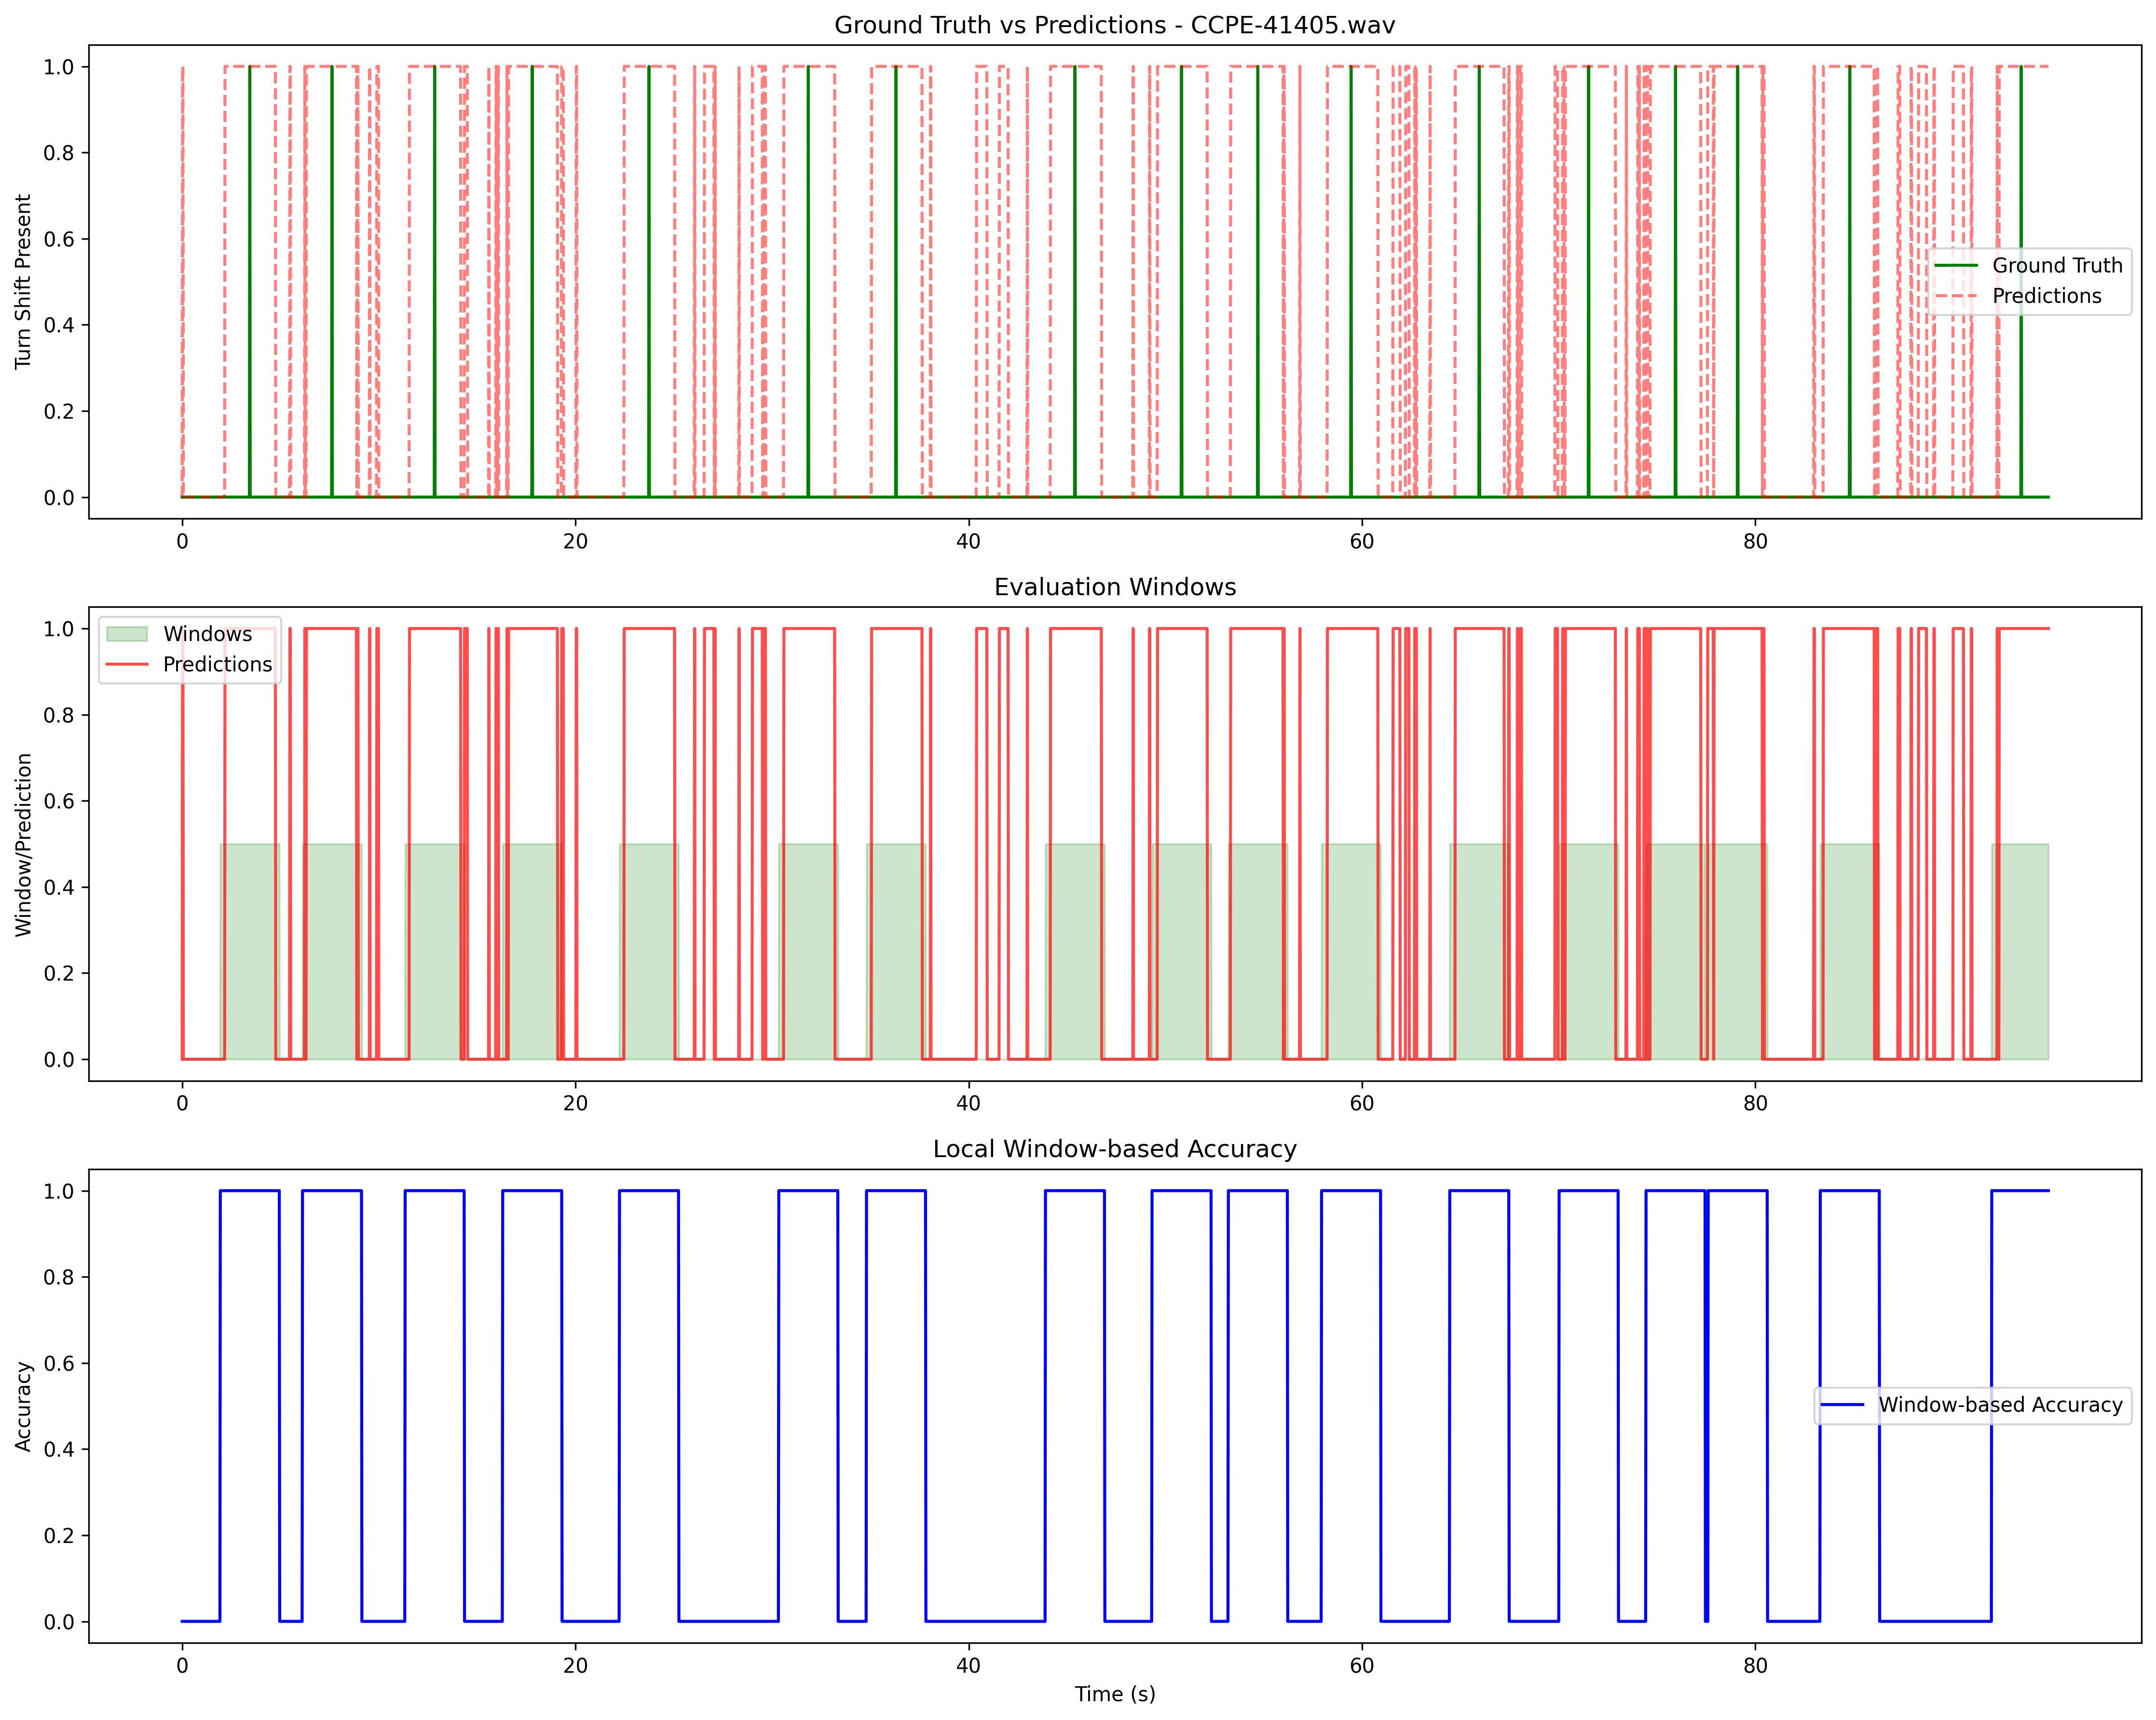 Ground Truth vs Predictions - CCPE-41405.wav
1.0
0.8
0.6
0.4
0.2
0.0
Turn Shift Present
Ground Truth
Predictions
0 20 40 60 80
Evaluation Windows
1.0
0.8
0.6
0.4
0.2
0.0
Window/Prediction
Windows
Predictions
0 20 40 60 80
Local Window-based Accuracy
1.0
0.8
0.6
0.4
0.2
0.0
Accuracy
Window-based Accuracy
0 20 40 60 80
Time (s)